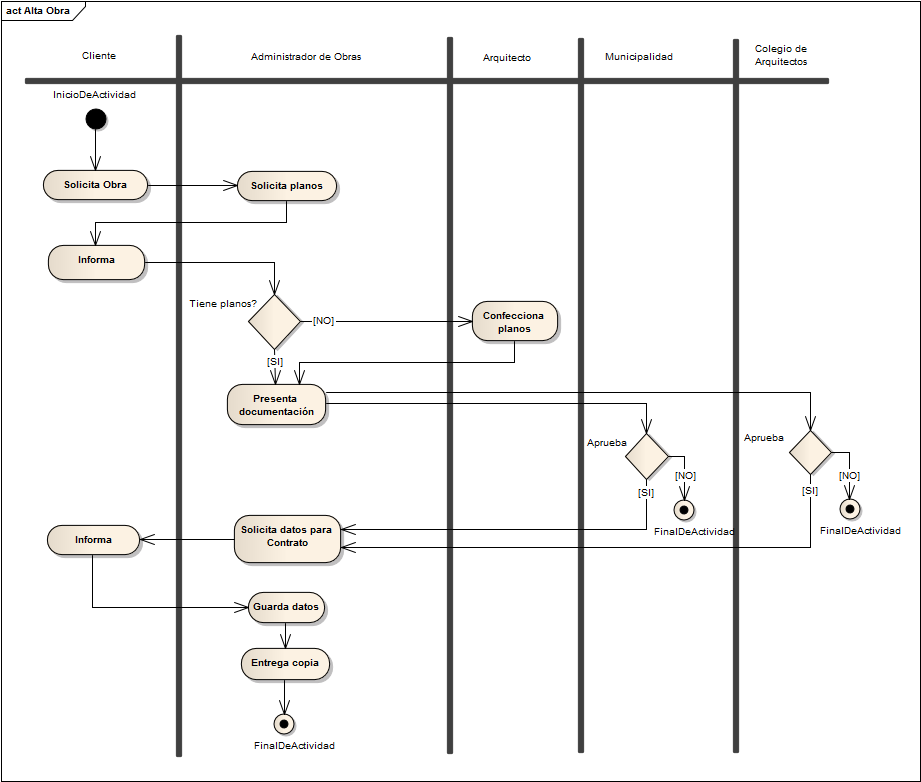 act Alta Obra
Cliente
Administrador de Obras
Arquitecto
Municipalidad
Colegio de
Arquitectos
InicioDeActividad
Solicita Obra
Solicita planos
Informa
Tiene planos?
[NO]
Confecciona
planos
[SI]
Presenta
documentación
Aprueba
[NO]
[SI]
FinalDeActividad
Aprueba
[NO]
[SI]
FinalDeActividad
Solicita datos para
Contrato
Informa
Guarda datos
Entrega copia
FinalDeActividad